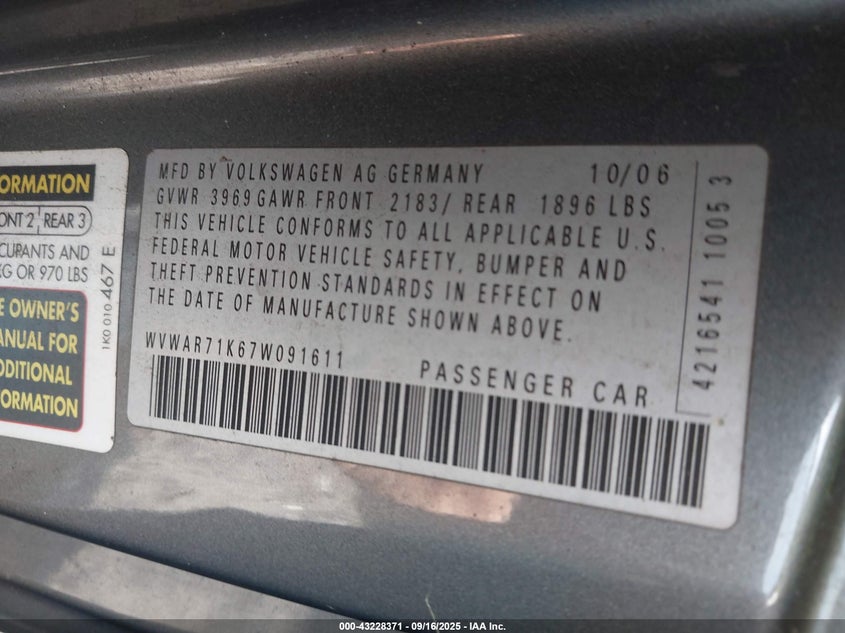 ORMATION
ONT 2 REAR 3
CUPANTS AND
KG OR 970 LBS
E OWNER'S
ANUAL FOR
DDITIONAL
FORMATION
1K0 010 467 E
MFD BY VOLKSWAGEN AG GERMANY 10/06
GVWR 3969 GAWR FRONT 2183/ REAR 1896 LBS
THIS VEHICLE CONFORMS TO ALL APPLICABLE U.S.
FEDERAL MOTOR VEHICLE SAFETY, BUMPER AND
THEFT PREVENTION STANDARDS IN EFFECT ON
THE DATE OF MANUFACTURE SHOWN ABOVE.
WVWAR71K67W091611 PASSENGER CAR
4216541 1005 3
000-43228371 - 09/16/2025 - IAA Inc.